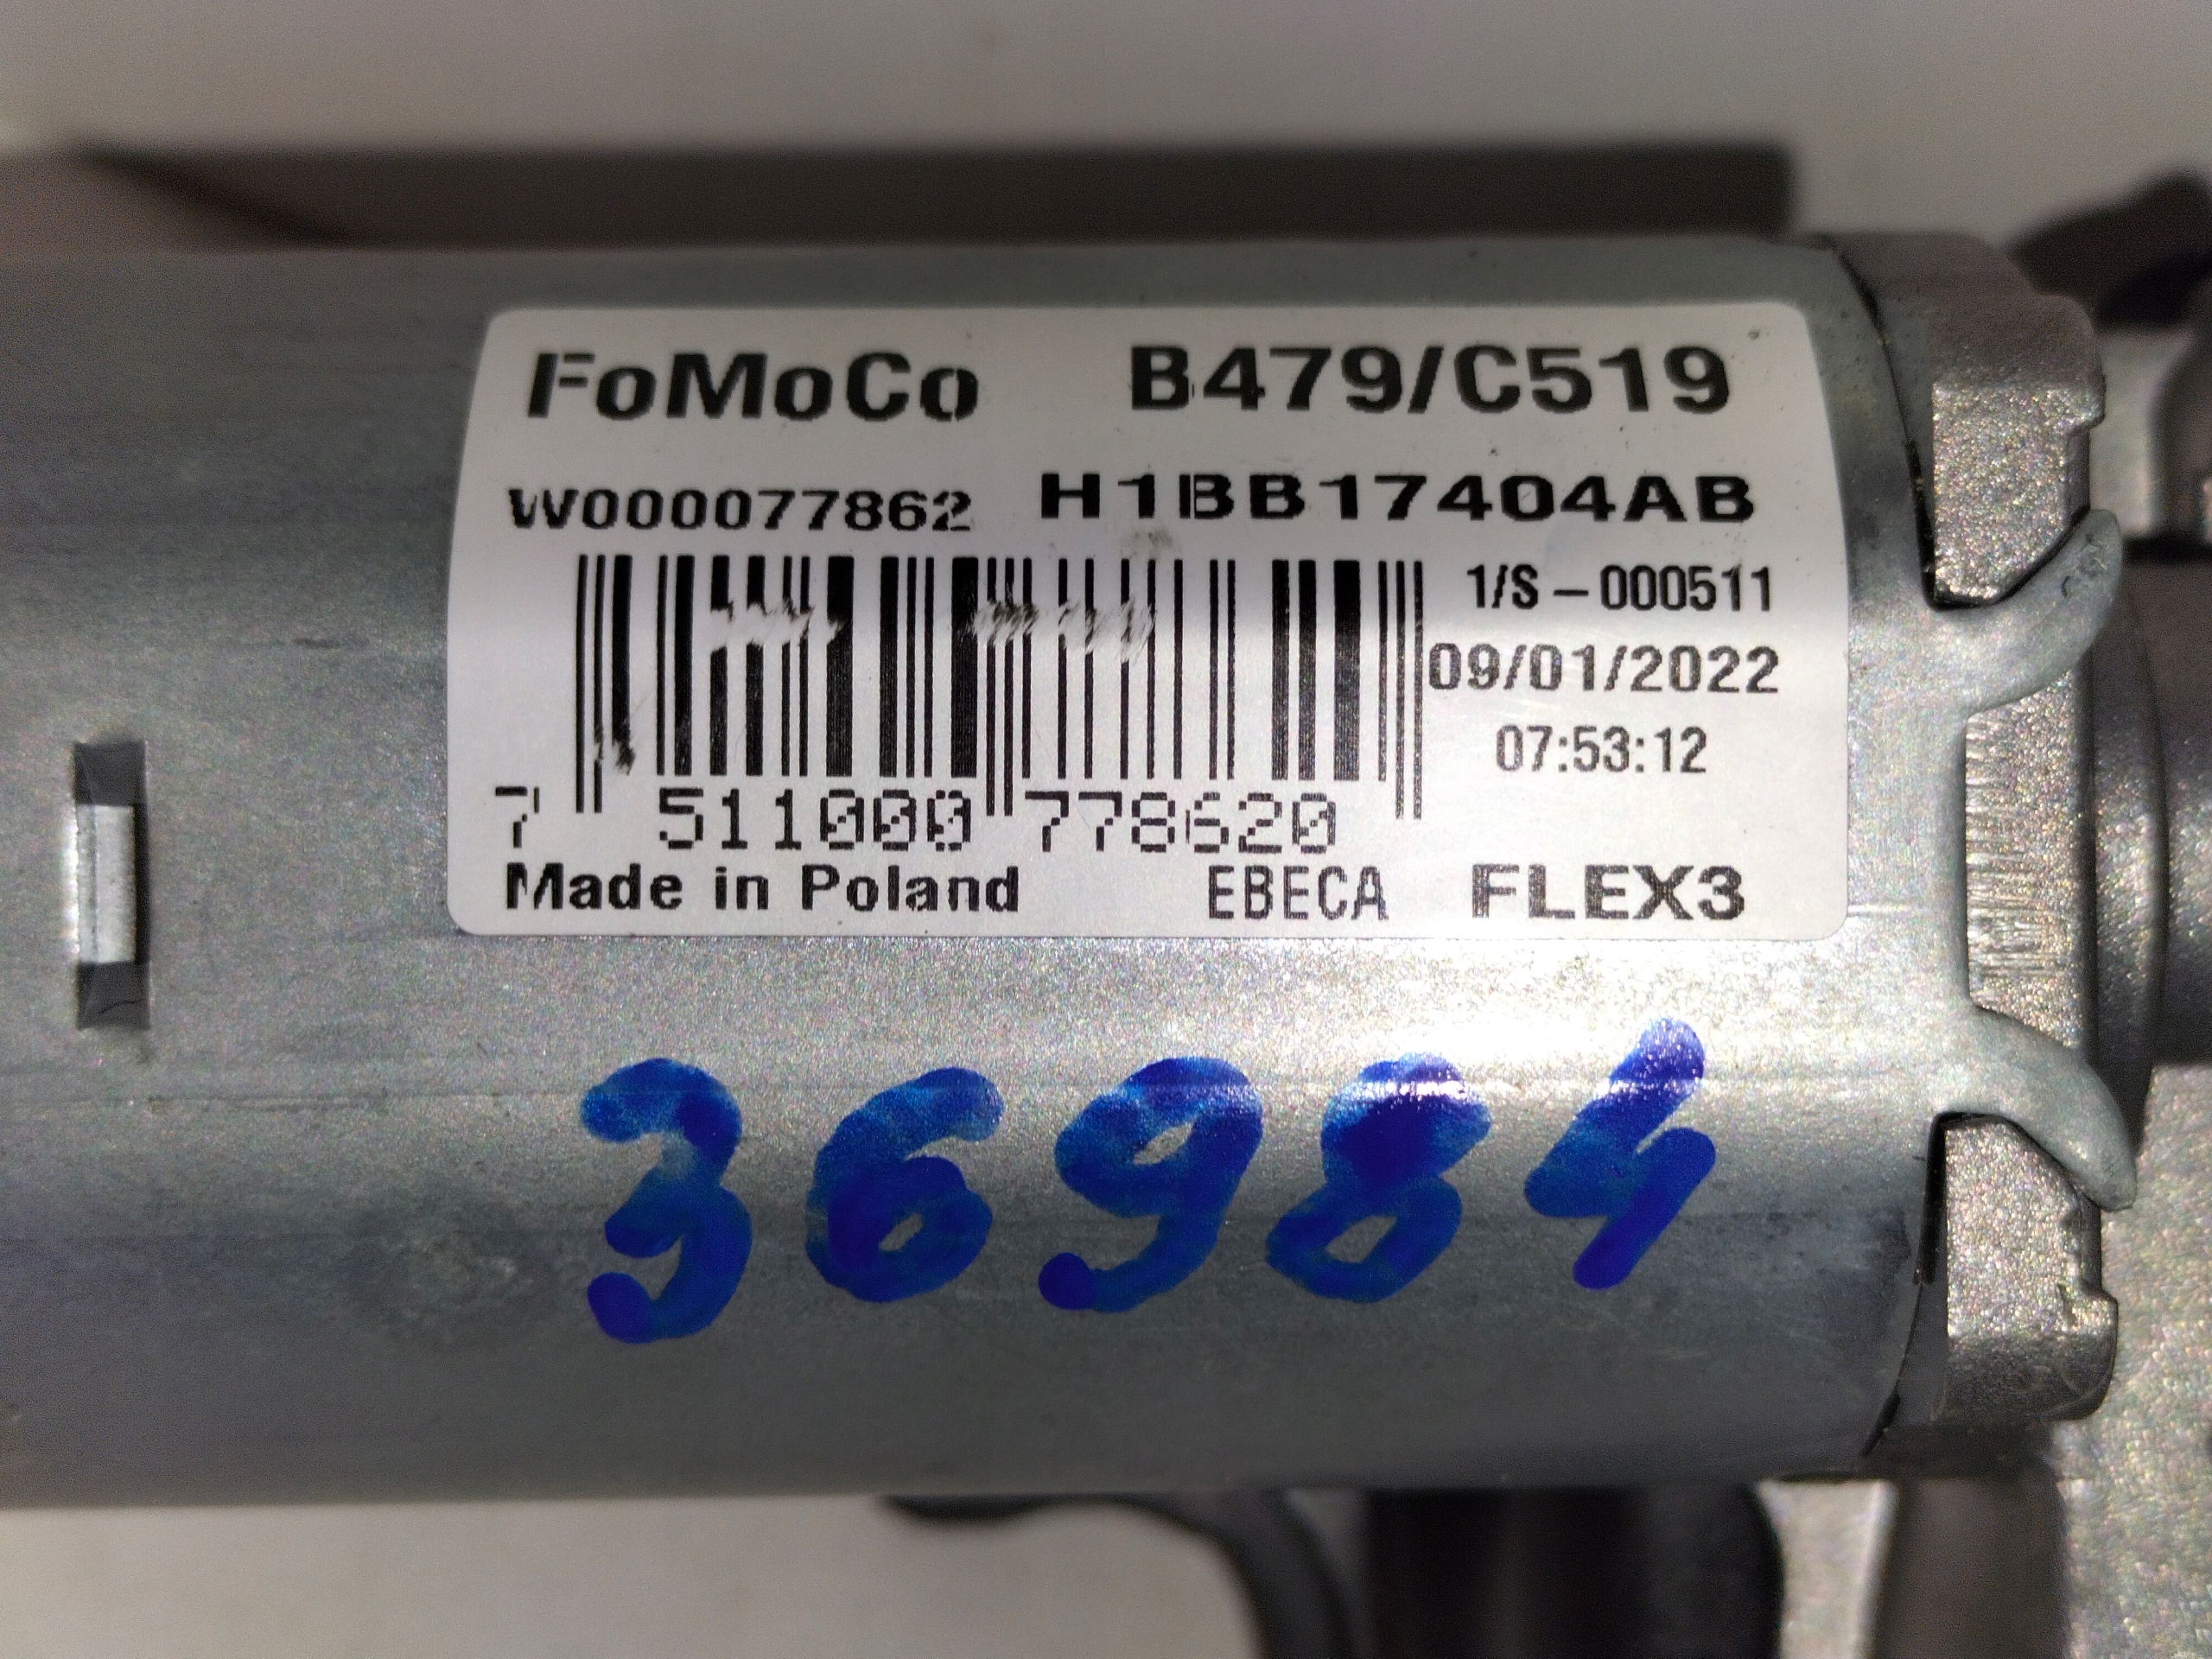 FoMoCo B479/C519
W000077862 H1BB17404AB
1/S-000511
09/01/2022
07:53:12
7 511000 778620
Made in Poland EBECA FLEX3
36984